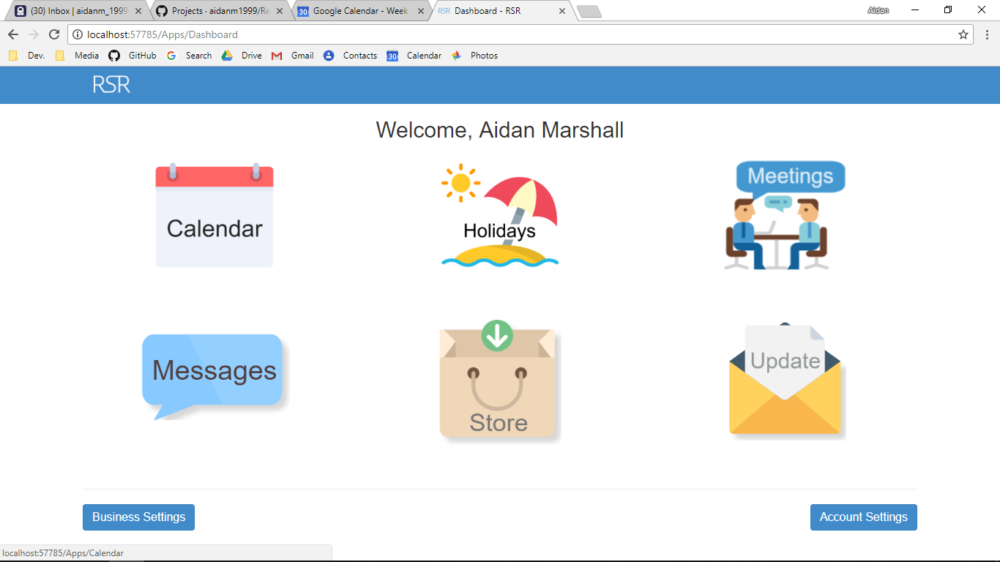 (30) Inbox | aidanm_1999
Projects · aidanm1999/Re
30 Google Calendar - Week
RSR Dashboard - RSR
Aidan
localhost:57785/Apps/Dashboard
Dev.
Media
GitHub
G Search
Drive
Gmail
Contacts
30 Calendar
Photos
RSR
Welcome, Aidan Marshall
Calendar
Holidays
Meetings
Messages
Store
Update
Business Settings
Account Settings
localhost:57785/Apps/Calendar